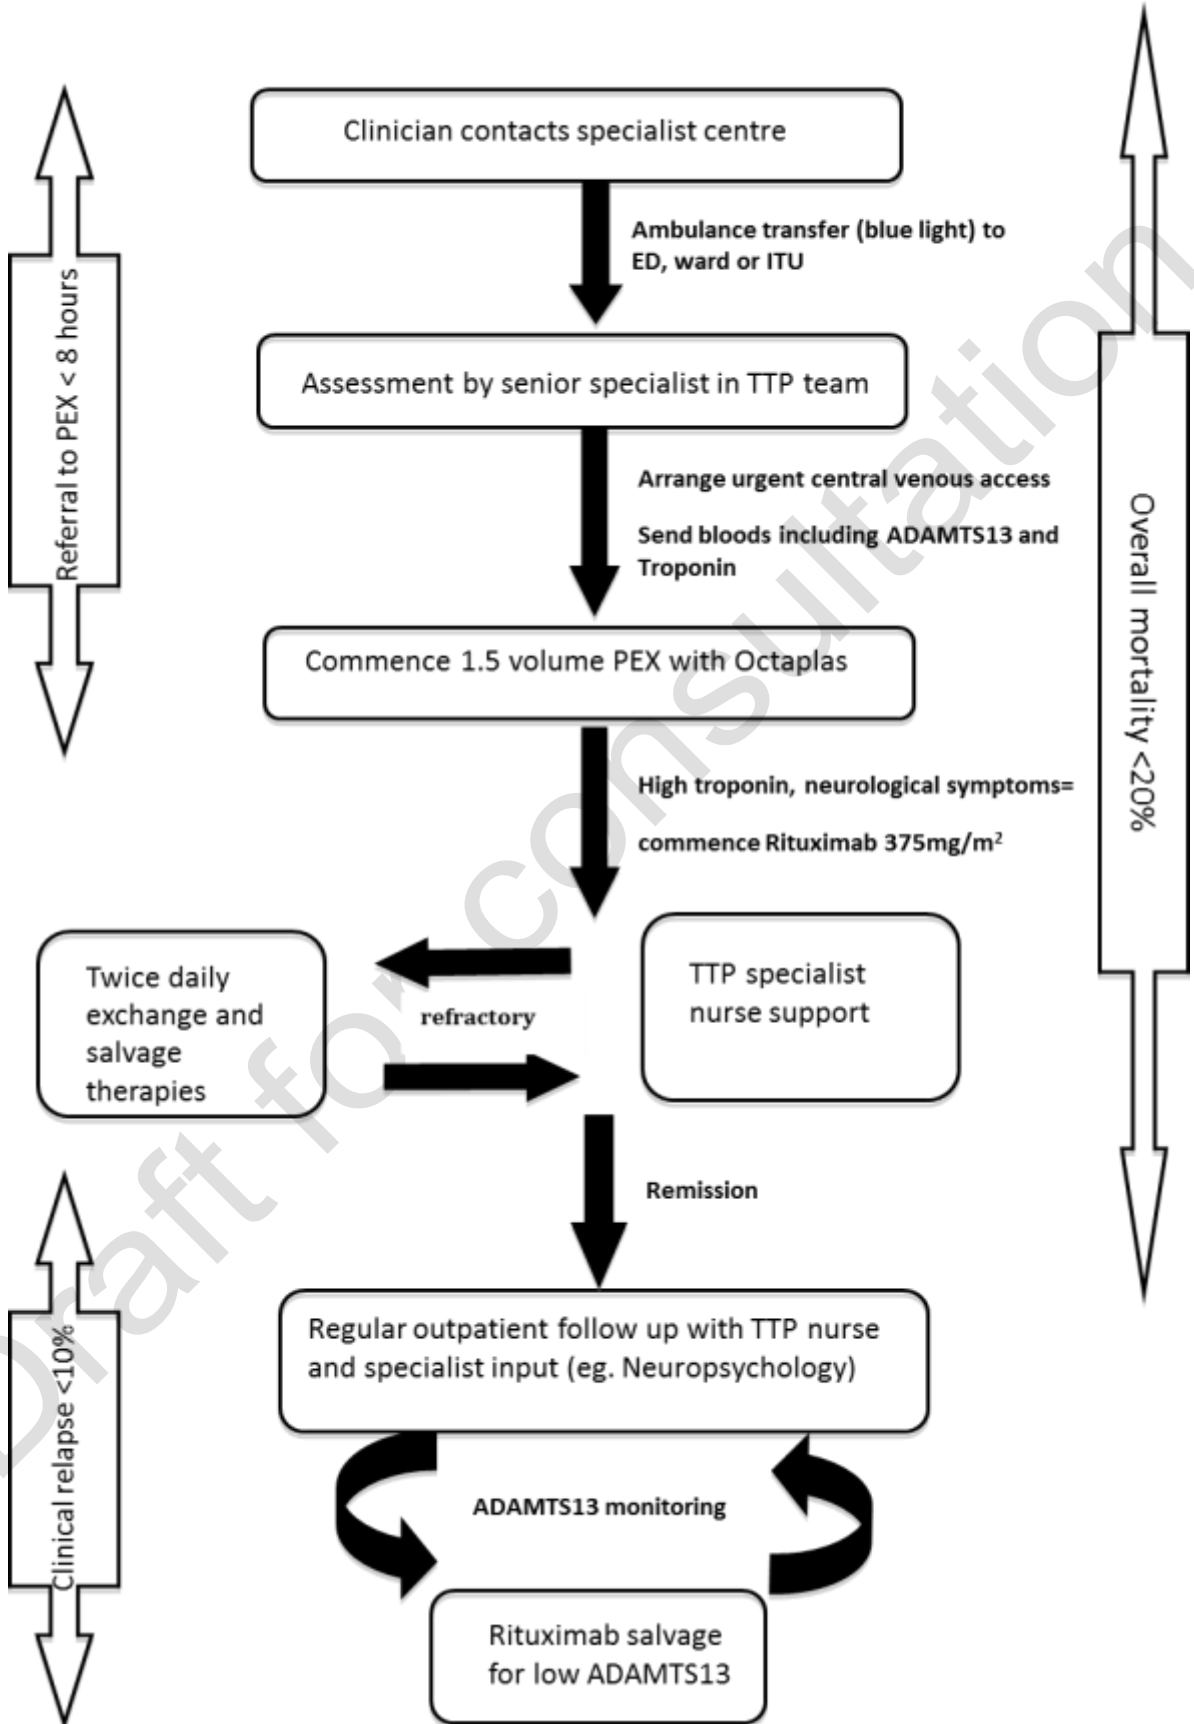 Clinician contacts specialist centre
Ambulance transfer (blue light) to
ED, ward or ITU
Referral to PEX < 8 hours
Assessment by senior specialist in TTP team
Arrange urgent central venous access
Send bloods including ADAMTS13 and
Troponin
Commence 1.5 volume PEX with Octaplas
Overall mortality <20%
High troponin, neurological symptoms=
commence Rituximab 375mg/m²
Twice daily
exchange and
salvage
therapies
refractory
TTP specialist
nurse support
Remission
Regular outpatient follow up with TTP nurse
and specialist input (eg. Neuropsychology)
Clinical relapse <10%
ADAMTS13 monitoring
Rituximab salvage
for low ADAMTS13
Draft for consultation